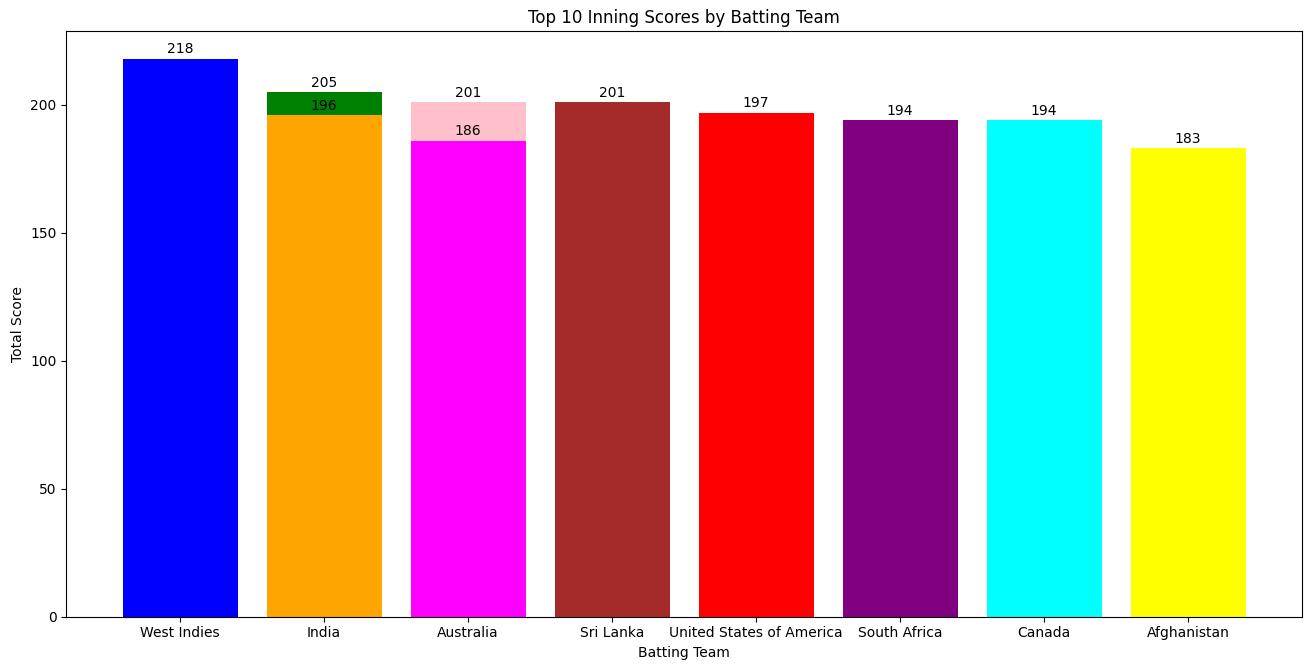 Top 10 Inning Scores by Batting Team
218
205
196
201
186
201
197
194
194
183
200
150
100
50
0
Total Score
West Indies
India
Australia
Sri Lanka
United States of America
South Africa
Canada
Afghanistan
Batting Team